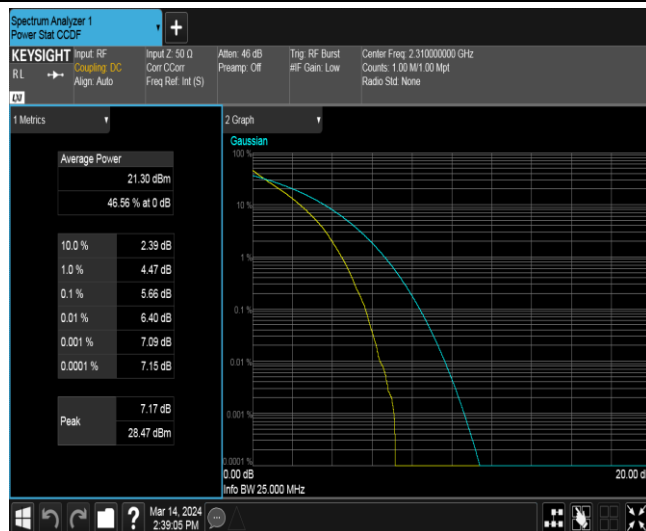 Spectrum Analyzer 1
Power Stat CCDF
+
KEYSIGHT
RL
LXI
Input: RF
Coupling: DC
Align: Auto
Input Z: 50 Ω
Corr CCorr
Freq Ref: Int (S)
Atten: 46 dB
Preamp: Off
Trig: RF Burst
#IF Gain: Low
Center Freq: 2.310000000 GHz
Counts: 1.00 M/1.00 Mpt
Radio Std: None
1 Metrics
Average Power
21.30 dBm
46.56 % at 0 dB
10.0 % 2.39 dB
1.0 % 4.47 dB
0.1 % 5.66 dB
0.01 % 6.40 dB
0.001 % 7.09 dB
0.0001 % 7.15 dB
Peak
7.17 dB
28.47 dBm
2 Graph
Gaussian
100 %
10 %
1 %
0.1 %
0.01 %
0.001 %
0.0001 %
0.00 dB
20.00 d
Info BW 25.000 MHz
?
Mar 14, 2024
2:39:05 PM